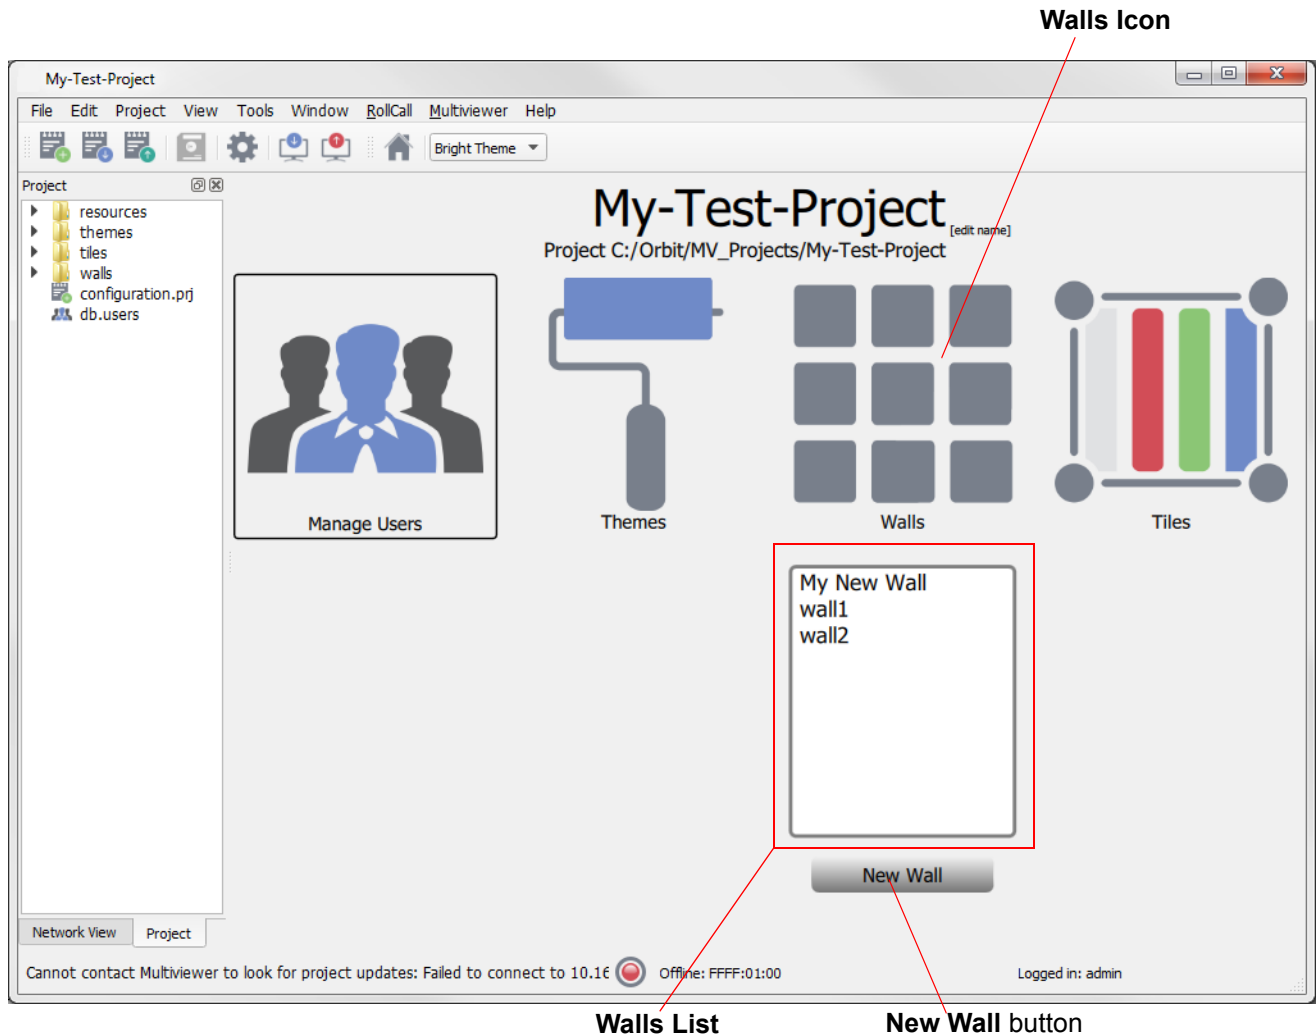 Walls Icon
My-Test-Project
File Edit Project View Tools Window RollCall Multiviewer Help
Bright Theme
Project
resources
themes
tiles
walls
configuration.prj
db.users
My-Test-Project [edit name]
Project C:/Orbit/MV_Projects/My-Test-Project
Manage Users
Themes
Walls
Tiles
My New Wall
wall1
wall2
New Wall
Network View Project
Cannot contact Multiviewer to look for project updates: Failed to connect to 10.16 Offline: FFFF:01:00 Logged in: admin
Walls List
New Wall button